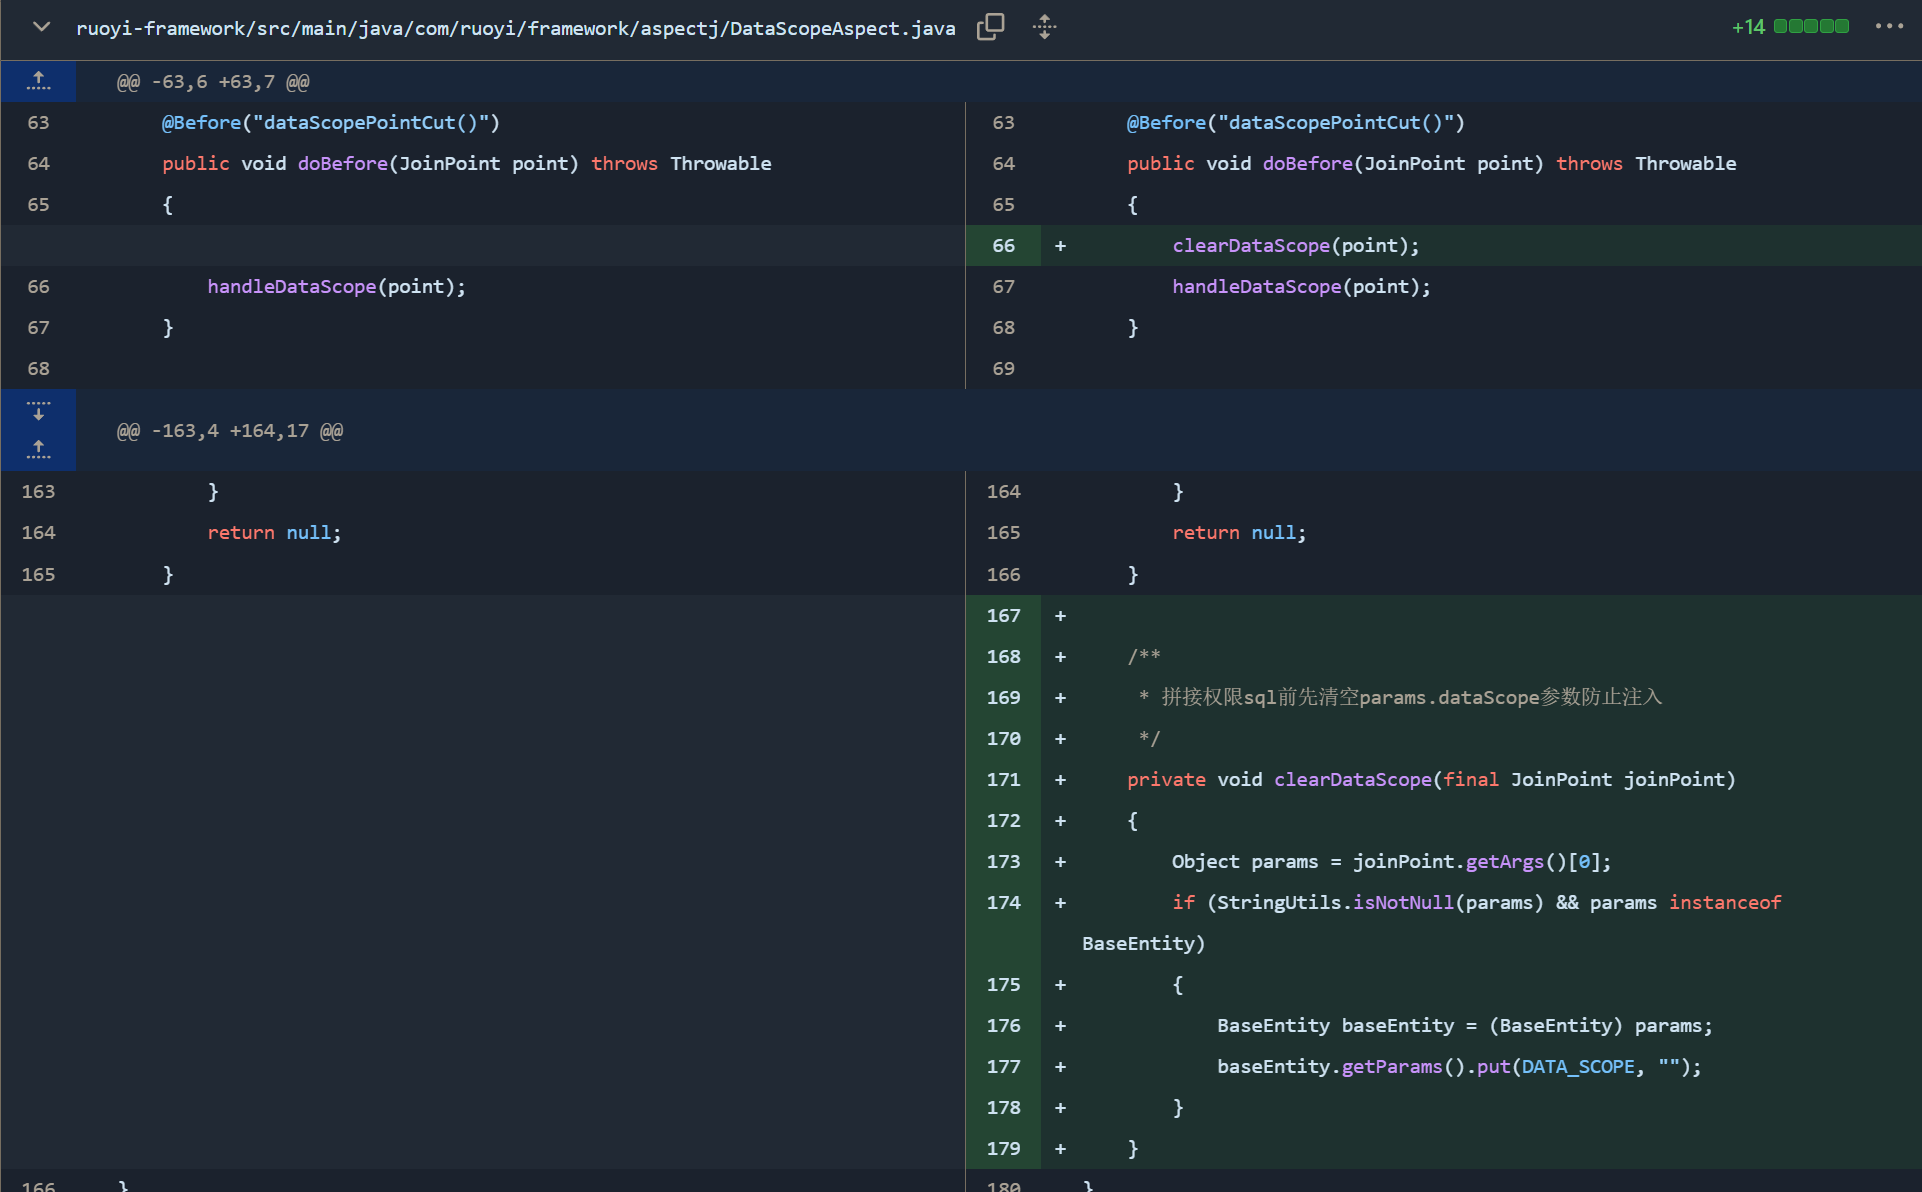 ruoyi-framework/src/main/java/com/ruoyi/framework/aspectj/DataScopeAspect.java
+14
@@ -63,6 +63,7 @@
63 @Before("dataScopePointCut()")
64 public void doBefore(JoinPoint point) throws Throwable
65 {
66 handleDataScope(point);
67 }
68
63 @Before("dataScopePointCut()")
64 public void doBefore(JoinPoint point) throws Throwable
65 {
66 + clearDataScope(point);
67 handleDataScope(point);
68 }
69
@@ -163,4 +164,17 @@
163 }
164 return null;
165 }
166 }
164 }
165 return null;
166 }
167 +
168 + /**
169 + * 拼接权限sql前先清空params.dataScope参数防止注入
170 + */
171 + private void clearDataScope(final JoinPoint joinPoint)
172 + {
173 + Object params = joinPoint.getArgs()[0];
174 + if (StringUtils.isNotNull(params) && params instanceof
BaseEntity)
175 + {
176 + BaseEntity baseEntity = (BaseEntity) params;
177 + baseEntity.getParams().put(DATA_SCOPE, "");
178 + }
179 + }
180 }